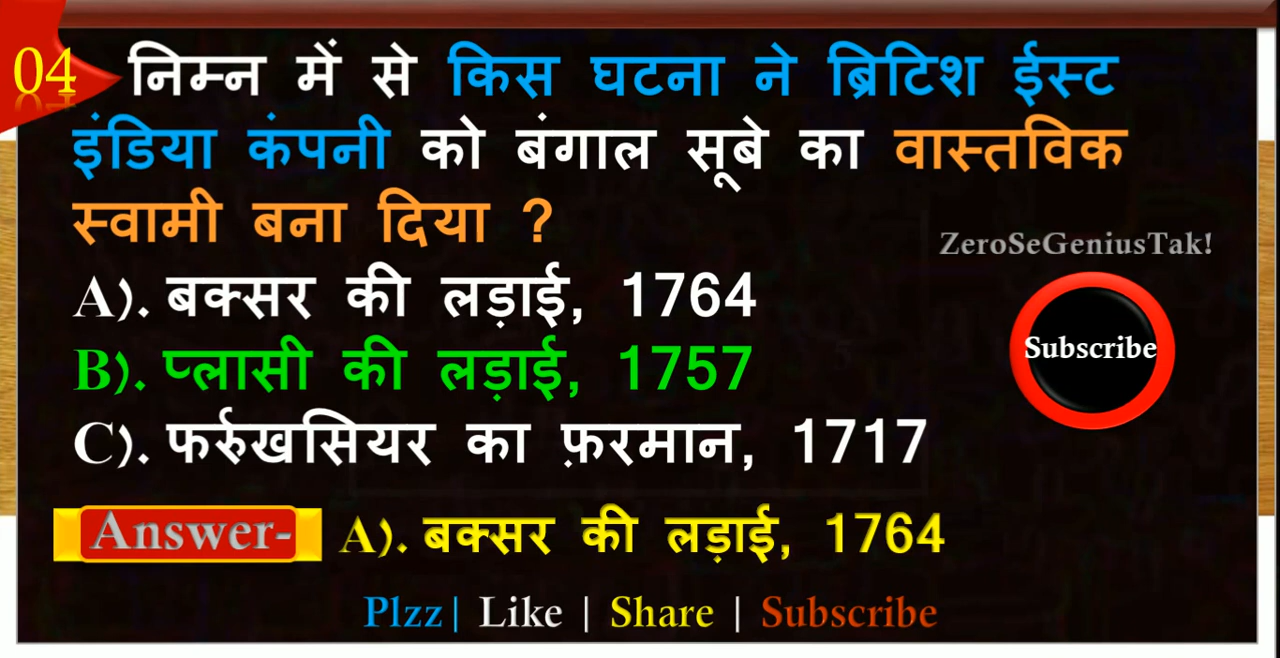 04 निम्न में से किस घटना ने ब्रिटिश ईस्ट
इंडिया कंपनी को बंगाल सूबे का वास्तविक
स्वामी बना दिया ?
ZeroSeGeniusTak!
A). बक्सर की लड़ाई, 1764
Subscribe
B). प्लासी की लड़ाई, 1757
C). फर्रुखसियर का फ़रमान, 1717
Answer- A). बक्सर की लड़ाई, 1764
Plzz| Like | Share | Subscribe